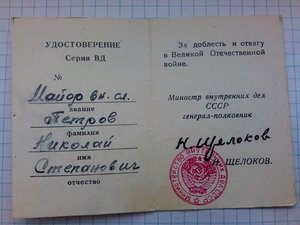 УДОСТОВЕРЕНИЕ
Серия ВД
№
Майор вн. сл.
звание
Петров
фамилия
Николай
имя
Степанович
отчество
За доблесть и отвагу
в Великой Отечественной
войне.
Министр внутренних дел
СССР
генерал-полковник
Н. Щелоков
Н. ЩЕЛОКОВ.